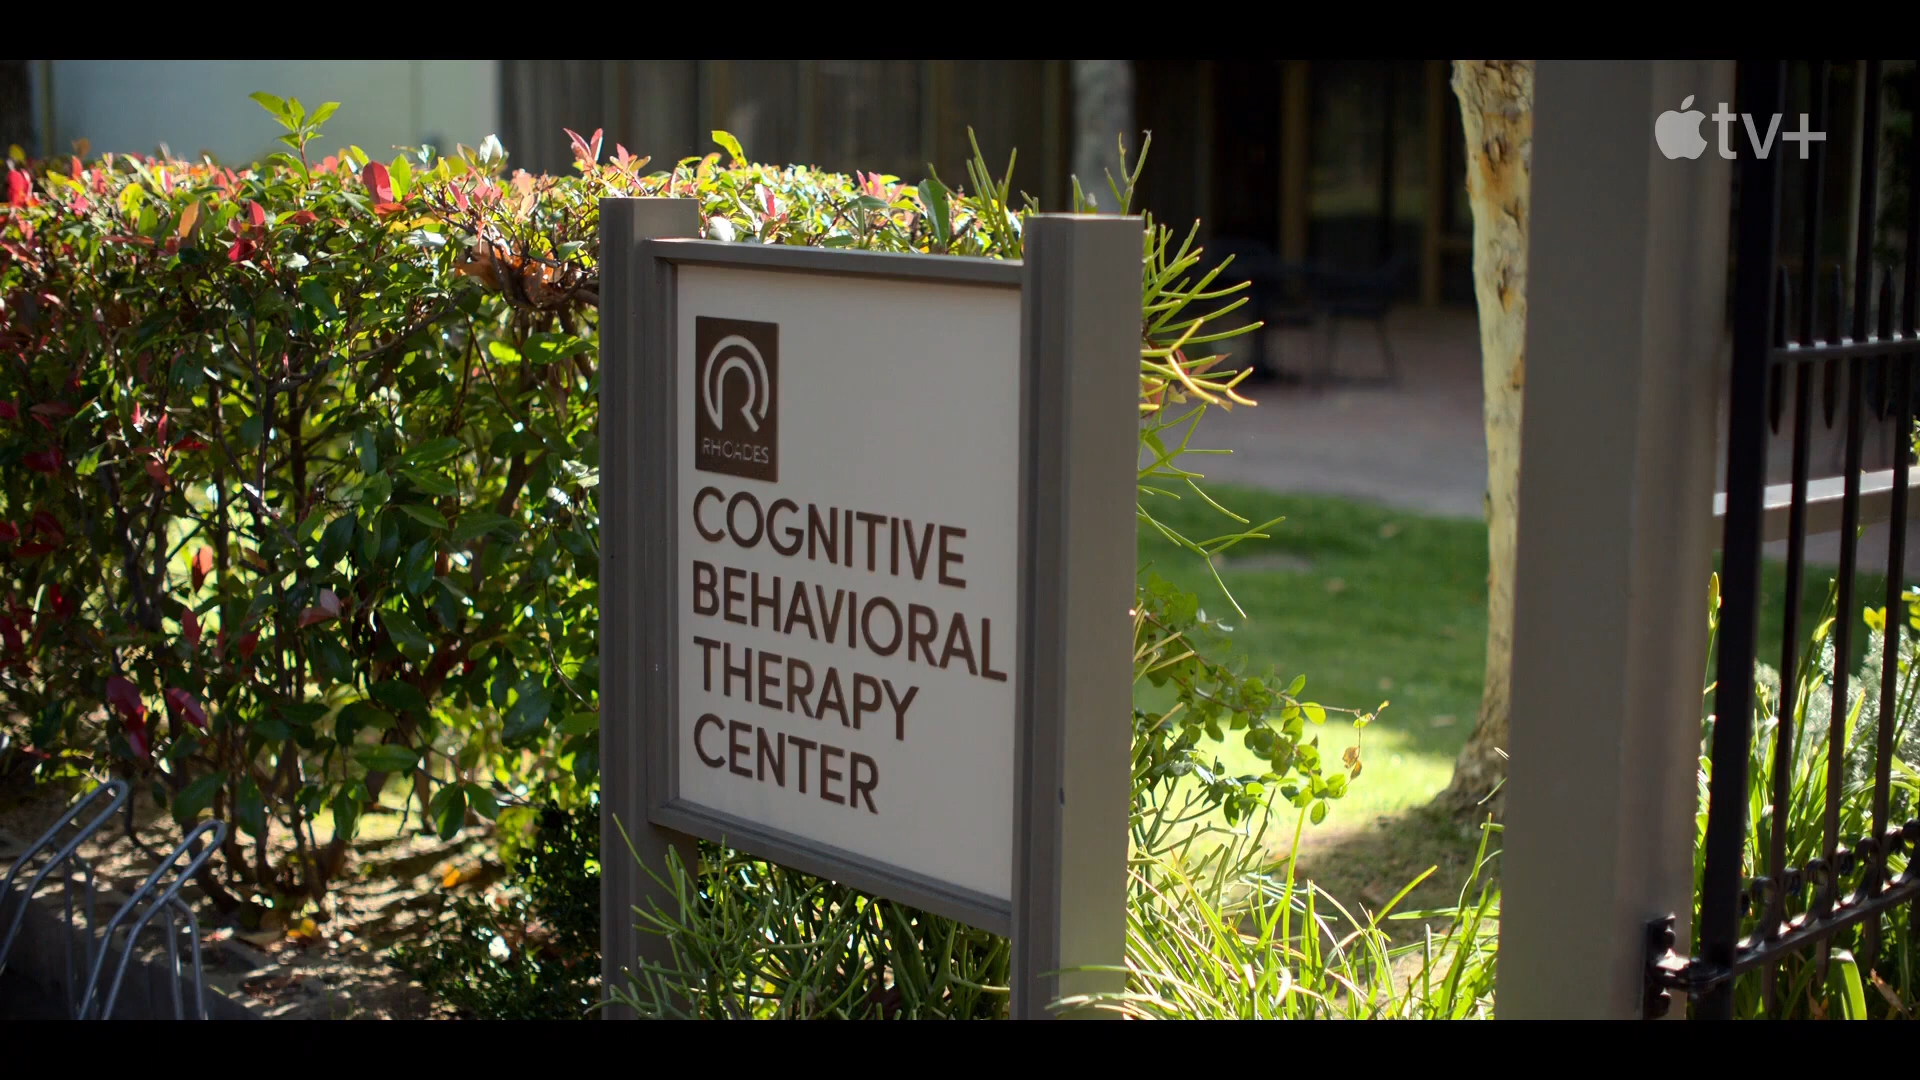 tv+
RHOADES
COGNITIVE
BEHAVIORAL
THERAPY
CENTER